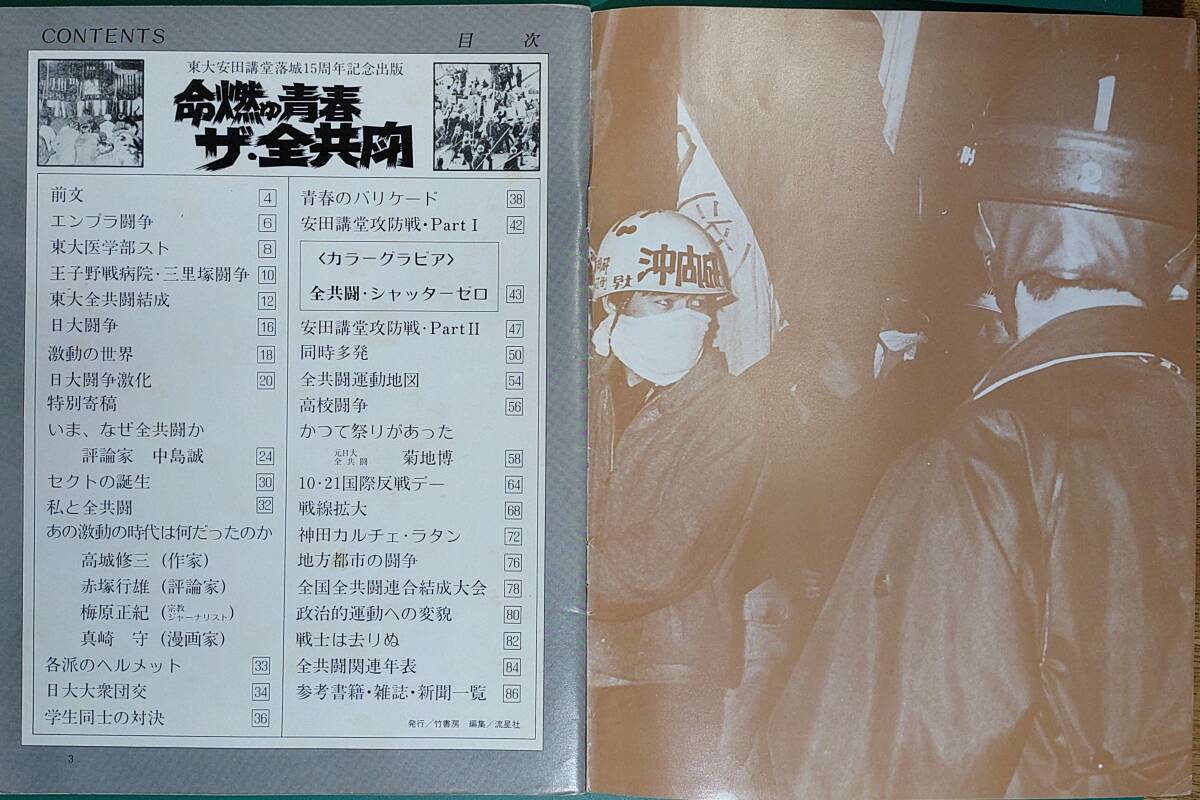 CONTENTS
目 次
東大安田講堂落城15周年記念出版
命燃ゆ青春
ザ・全共闘
前文 4
エンプラ闘争 6
東大医学部スト 8
王子野戦病院・三里塚闘争 10
東大全共闘結成 12
日大闘争 16
激動の世界 18
日大闘争激化 20
特別寄稿
いま、なぜ全共闘か
評論家 中島誠 24
セクトの誕生 30
私と全共闘 32
あの激動の時代は何だったのか
高城修三（作家）
赤塚行雄（評論家）
梅原正紀（宗教ジャーナリスト）
真崎 守（漫画家）
各派のヘルメット 33
日大大衆団交 34
学生同士の対決 36
青春のバリケード 38
安田講堂攻防戦・Part I 42
〈カラーグラビア〉
全共闘・シャッターゼロ 43
安田講堂攻防戦・Part II 47
同時多発 50
全共闘運動地図 54
高校闘争 56
かつて祭りがあった
元日大全共闘 菊地博 58
10・21国際反戦デー 64
戦線拡大 68
神田カルチェ・ラタン 72
地方都市の闘争 76
全国全共闘連合結成大会 78
政治的運動への変貌 80
戦士は去りぬ 82
全共闘関連年表 84
参考書籍・雑誌・新聞一覧 86
発行／竹書房 編集／流星社
3
沖向